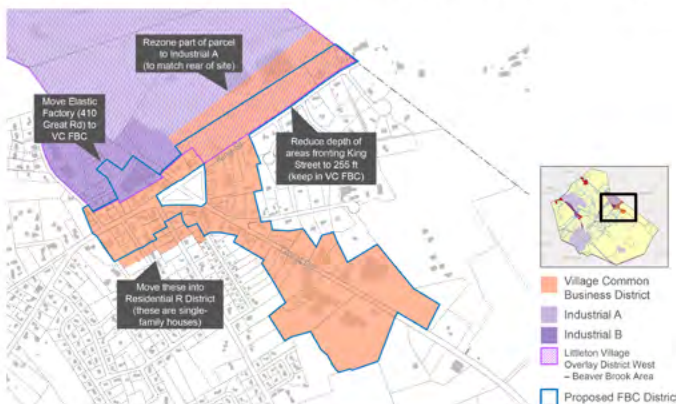 Rezone part of parcel
to Industrial A
(to match rear of site)
Move Elastic
Factory (410
Great Rd) to
VC FBC
Reduce depth of
areas fronting King
Street to 255 ft
(keep in VC FBC)
Move these into
Residential R District
(these are single-
family houses)
Village Common
Business District
Industrial A
Industrial B
Littleton Village
Overlay District West
– Beaver Brook Area
Proposed FBC District